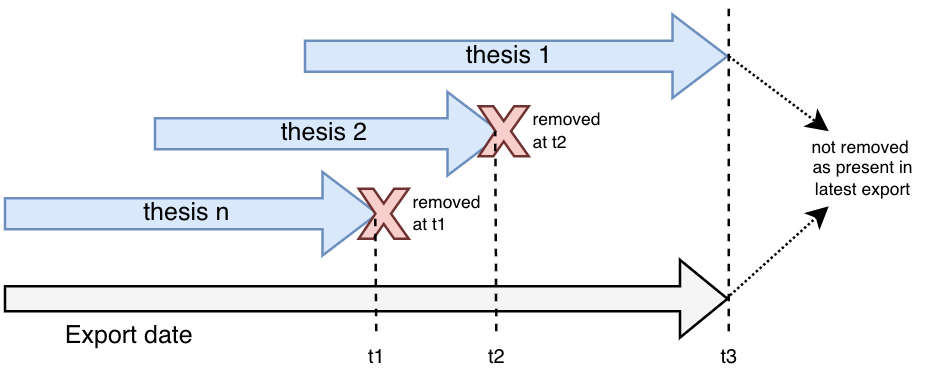 thesis 1
thesis 2
removed
at t2
not removed
as present in
latest export
thesis n
removed
at t1
Export date
t1
t2
t3